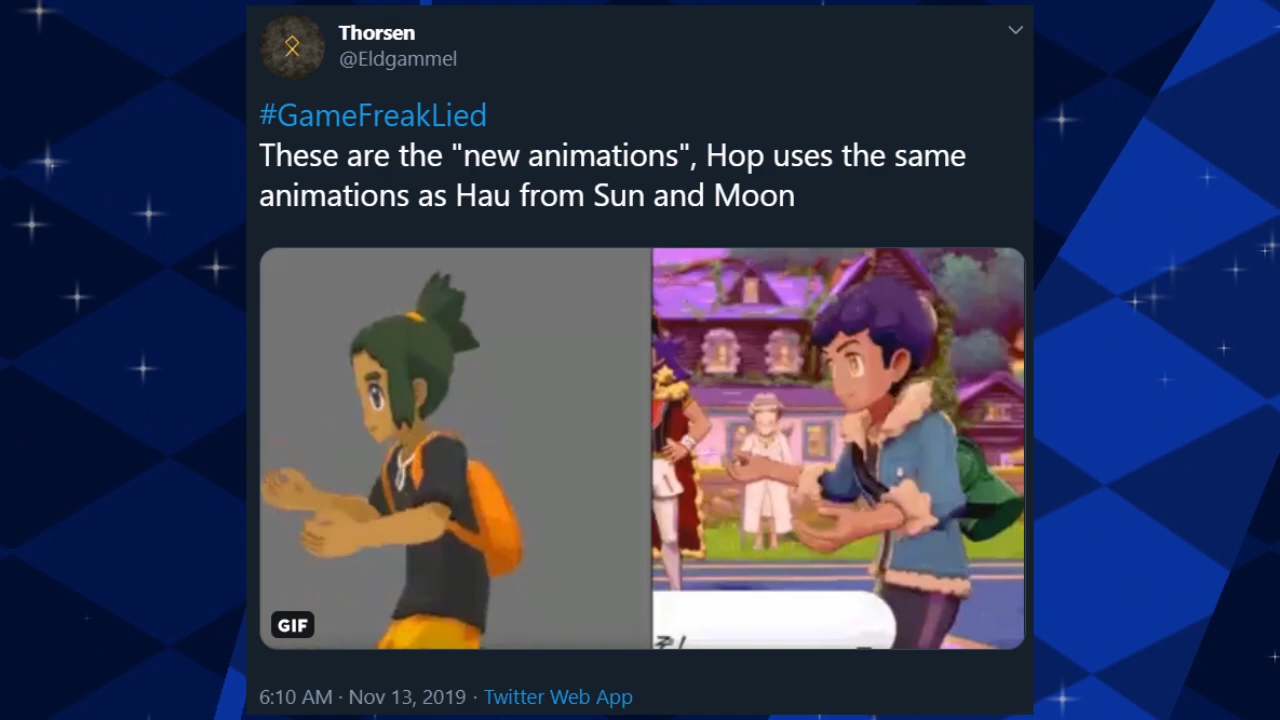 Thorsen
@Eldgammel
#GameFreakLied
These are the "new animations", Hop uses the same
animations as Hau from Sun and Moon
GIF
6:10 AM · Nov 13, 2019 · Twitter Web App